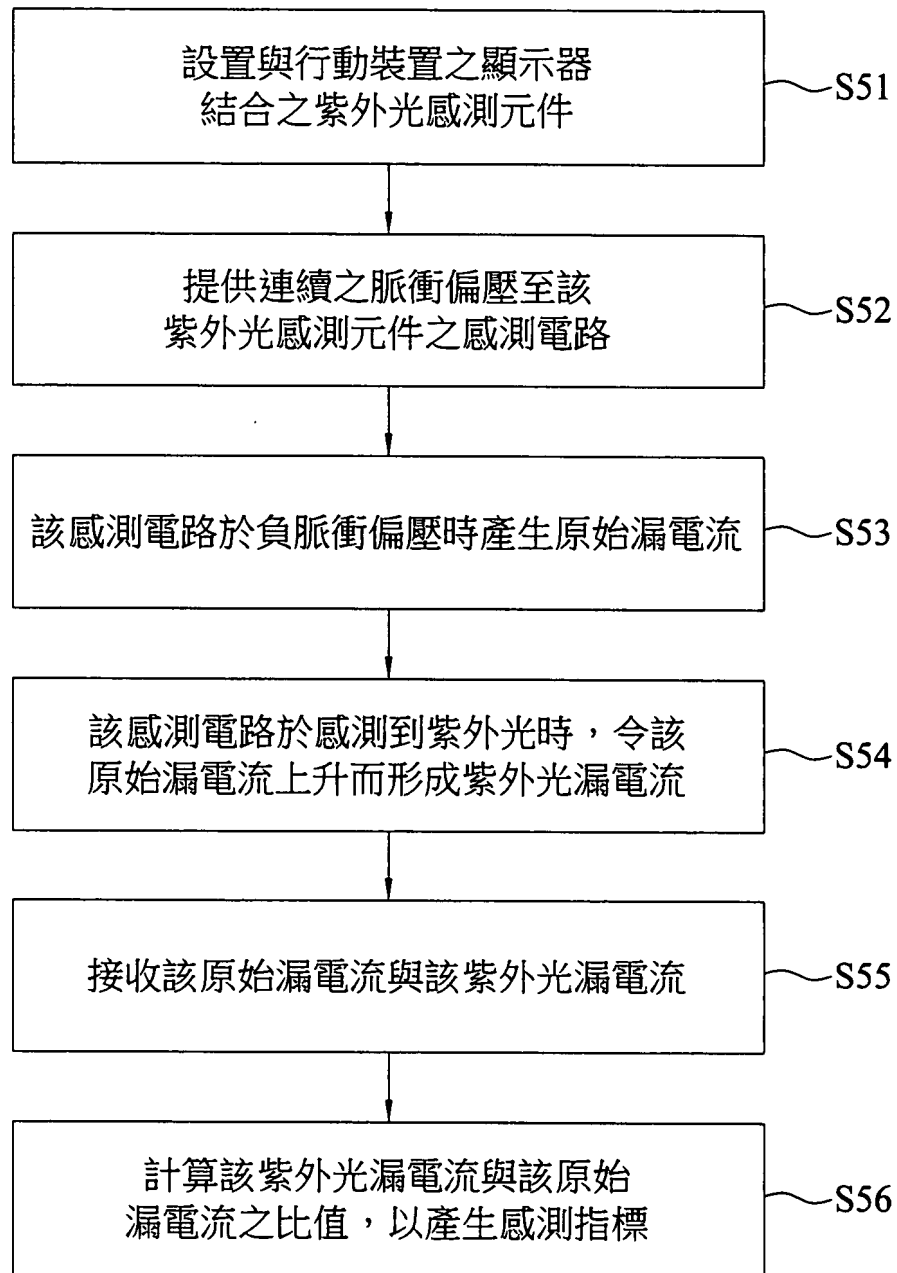 設置與行動裝置之顯示器
結合之紫外光感測元件
S51
提供連續之脈衝偏壓至該
紫外光感測元件之感測電路
S52
該感測電路於負脈衝偏壓時產生原始漏電流
S53
該感測電路於感測到紫外光時，令該
原始漏電流上升而形成紫外光漏電流
S54
接收該原始漏電流與該紫外光漏電流
S55
計算該紫外光漏電流與該原始
漏電流之比值，以產生感測指標
S56